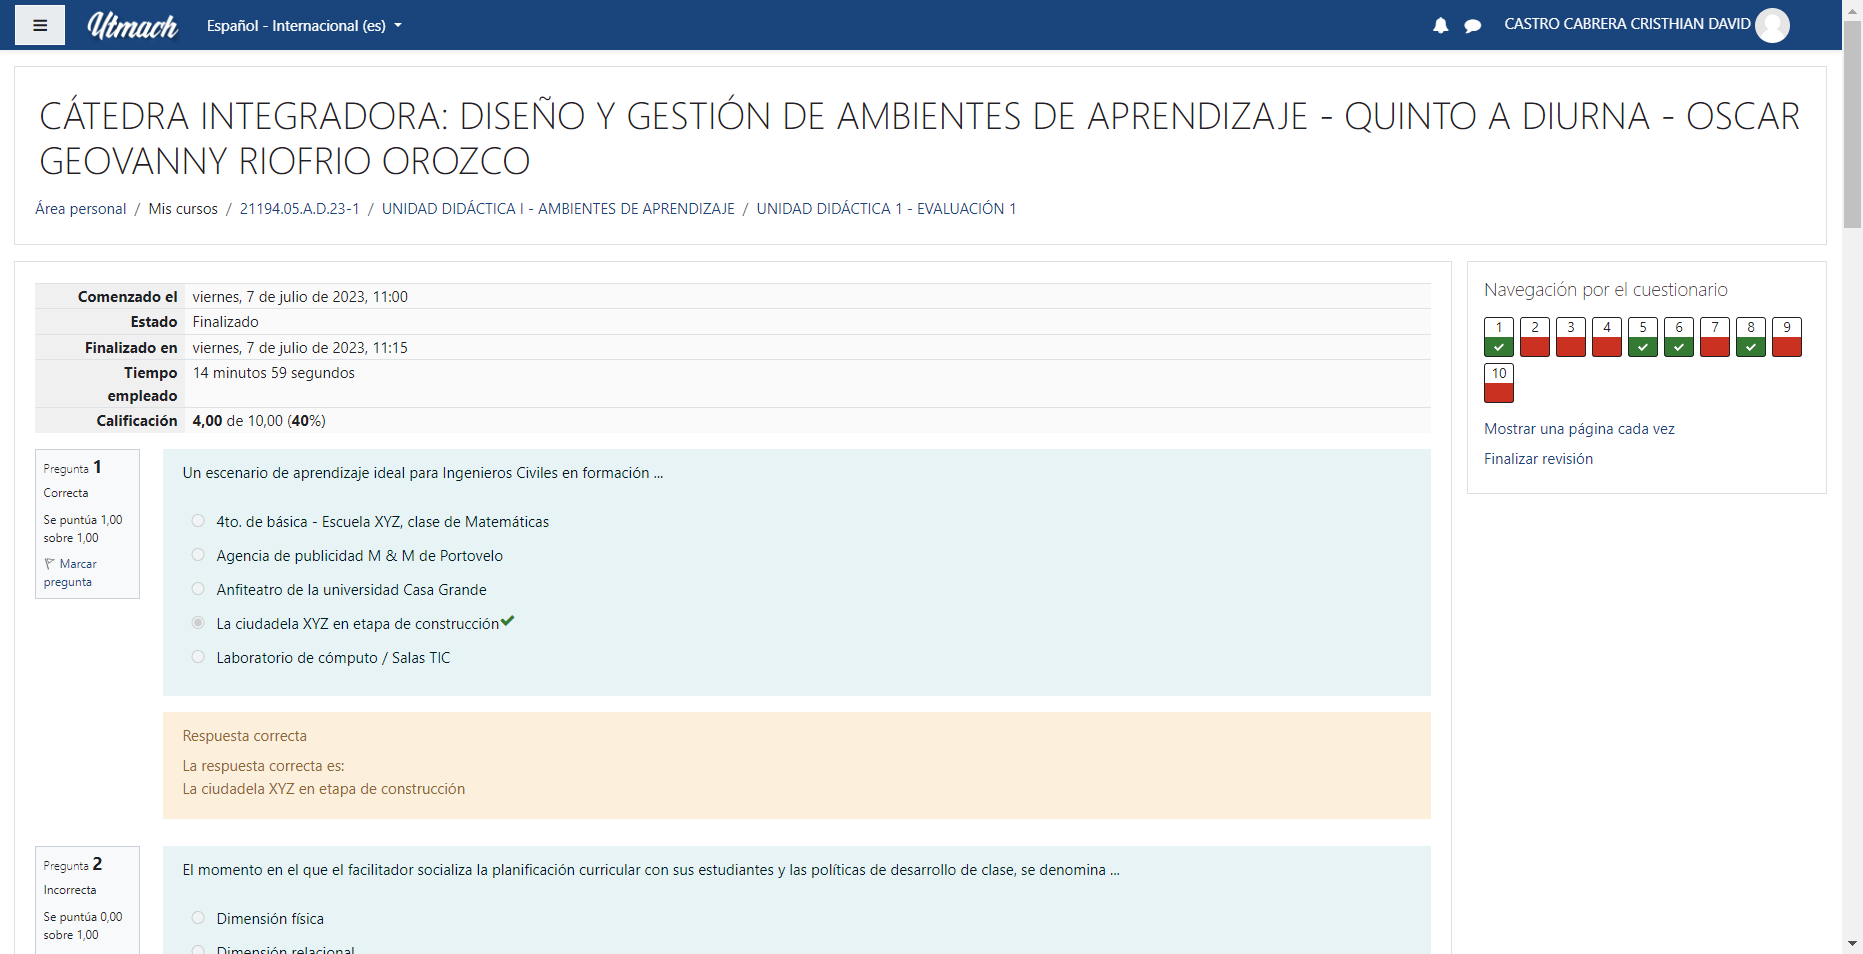 Utmach
Español - Internacional (es)
CASTRO CABRERA CRISTHIAN DAVID
CÁTEDRA INTEGRADORA: DISEÑO Y GESTIÓN DE AMBIENTES DE APRENDIZAJE - QUINTO A DIURNA - OSCAR
GEOVANNY RIOFRIO OROZCO
Área personal / Mis cursos / 21194.05.A.D.23-1 / UNIDAD DIDÁCTICA I - AMBIENTES DE APRENDIZAJE / UNIDAD DIDÁCTICA 1 - EVALUACIÓN 1
Comenzado el viernes, 7 de julio de 2023, 11:00
Estado Finalizado
Finalizado en viernes, 7 de julio de 2023, 11:15
Tiempo 14 minutos 59 segundos
empleado
Calificación 4,00 de 10,00 (40%)
Pregunta 1
Correcta
Se puntúa 1,00
sobre 1,00
Marcar
pregunta
Un escenario de aprendizaje ideal para Ingenieros Civiles en formación ...
4to. de básica - Escuela XYZ, clase de Matemáticas
Agencia de publicidad M & M de Portovelo
Anfiteatro de la universidad Casa Grande
La ciudadela XYZ en etapa de construcción
Laboratorio de cómputo / Salas TIC
Respuesta correcta
La respuesta correcta es:
La ciudadela XYZ en etapa de construcción
Pregunta 2
Incorrecta
Se puntúa 0,00
sobre 1,00
El momento en el que el facilitador socializa la planificación curricular con sus estudiantes y las políticas de desarrollo de clase, se denomina ...
Dimensión física
Dimensión relacional
Navegación por el cuestionario
1 2 3 4 5 6 7 8 9
10
Mostrar una página cada vez
Finalizar revisión